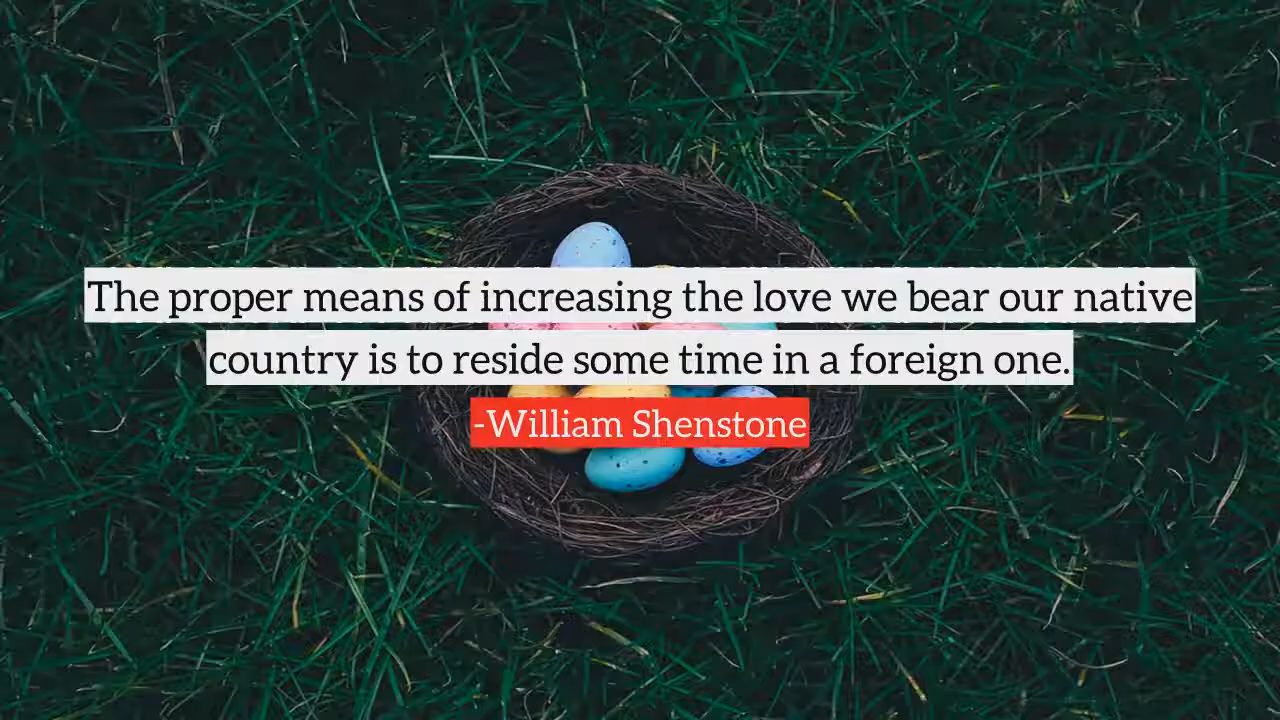 The proper means of increasing the love we bear our native
country is to reside some time in a foreign one.
-William Shenstone